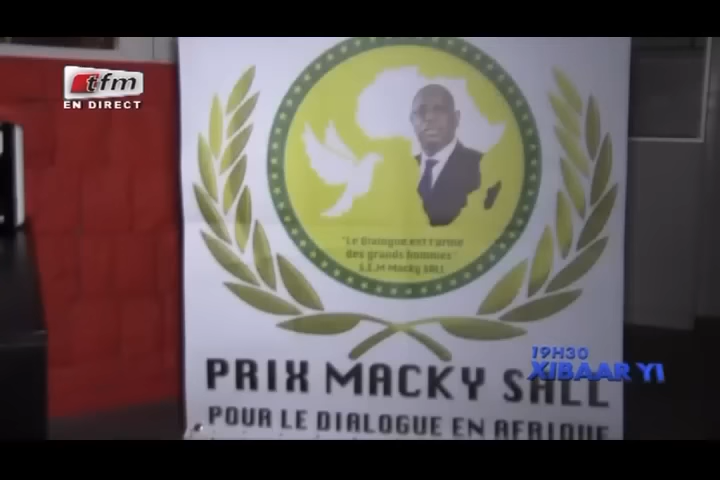 tfm
EN DIRECT
"Le Dialogue est l'arme
des grands hommes"
S.E.M Macky SALL
PRIX MACKY SALL
POUR LE DIALOGUE EN AFRIQUE
19H30
XIBAAR YI